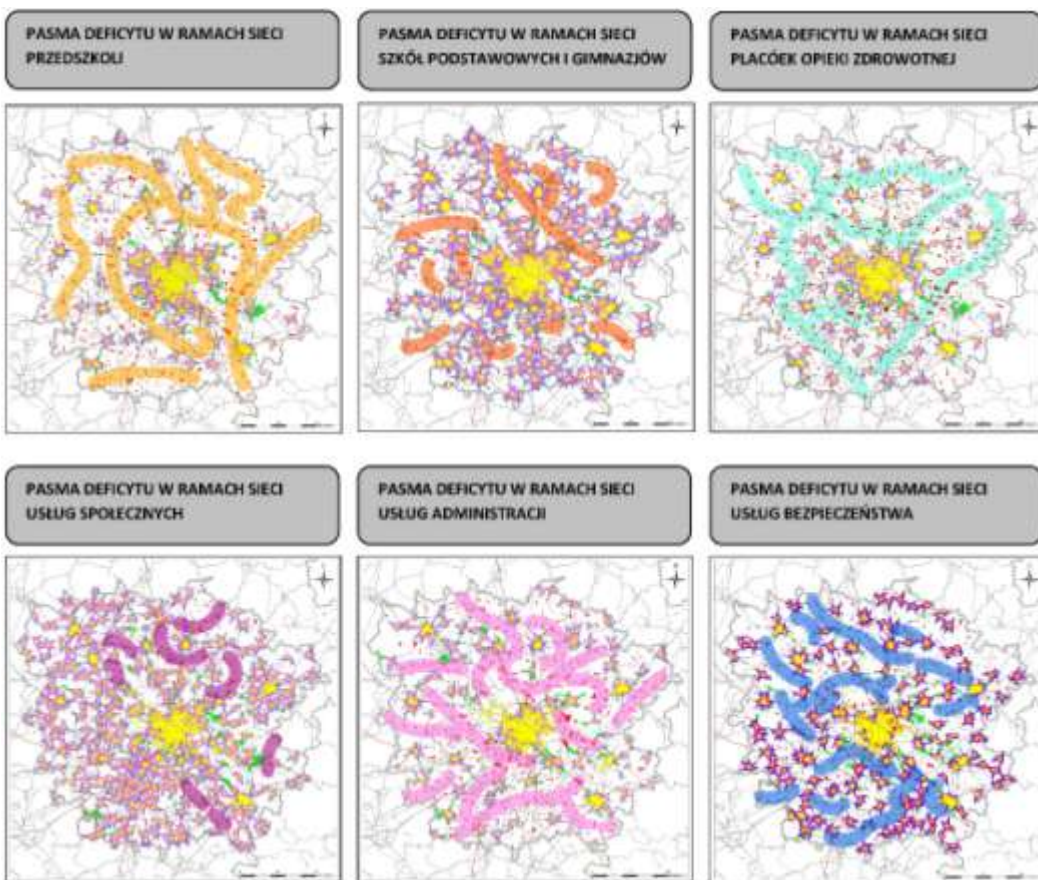 PASMA DEFICYTU W RAMACH SIECI
PRZEDSZKOLI
PASMA DEFICYTU W RAMACH SIECI
SZKÓŁ PODSTAWOWYCH I GIMNAZJÓW
PASMA DEFICYTU W RAMACH SIECI
PLACÓEK OPIEKI ZDROWOTNEJ
PASMA DEFICYTU W RAMACH SIECI
USŁUG SPOŁECZNYCH
PASMA DEFICYTU W RAMACH SIECI
USŁUG ADMINISTRACJI
PASMA DEFICYTU W RAMACH SIECI
USŁUG BEZPIECZEŃSTWA